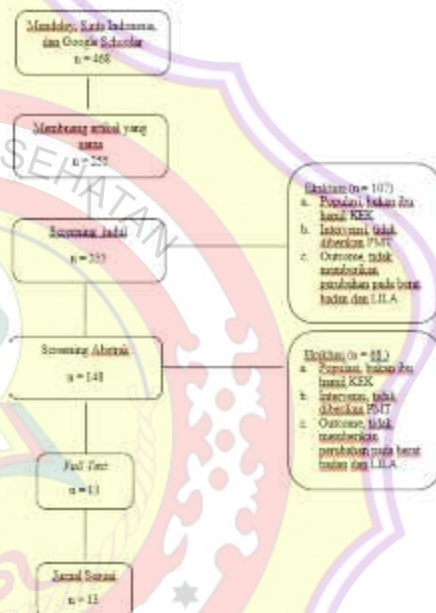 Mendeley, Sinta Indonesia,
dan Google Scholar
n = 468
Membuang artikel yang
sama
n = 255
SEHATAN
Screening Judul
n = 255
Eksklusi (n = 107)
a. Populasi, bukan ibu
hamil KEK
b. Intervensi, tidak
diberikan PMT
c. Outcome, tidak
memberikan
perubahan pada berat
badan dan LILA
Screening Abstrak
n = 148
Eksklusi (n = 88 )
a. Populasi, bukan ibu
hamil KEK
b. Intervensi, tidak
diberikan PMT
c. Outcome, tidak
memberikan
perubahan pada berat
badan dan LILA
Full Text
n = 13
Jurnal Sesuai
n = 13